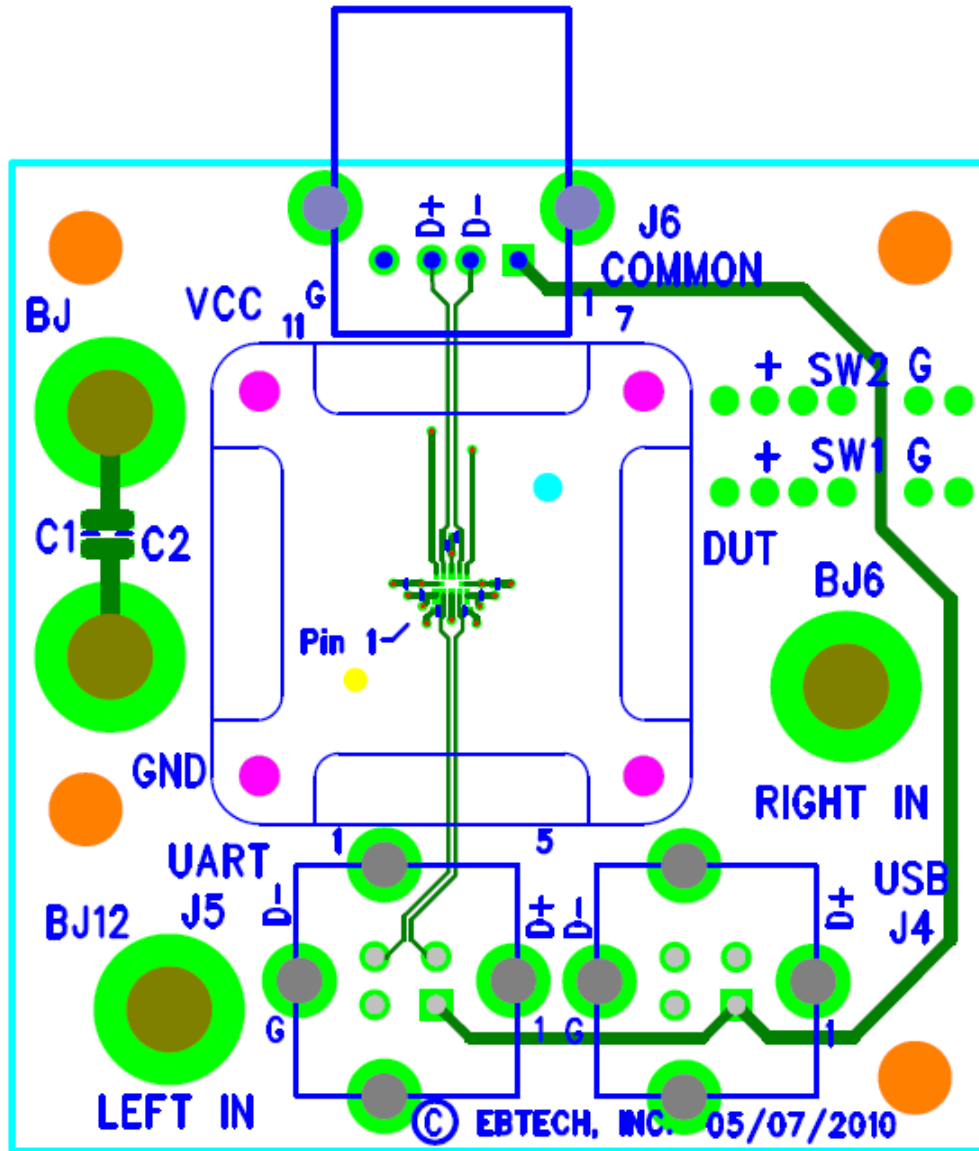 D+ D-
J6
COMMON
G
1
VCC
11
7
BJ
+ SW2 G
+ SW1 G
C1 C2
DUT
BJ6
Pin 1
GND
RIGHT IN
1
5
UART
USB
D-
D+
D-
D+
BJ12
J5
J4
G
1
G
1
LEFT IN
© EBTECH, INC. 05/07/2010